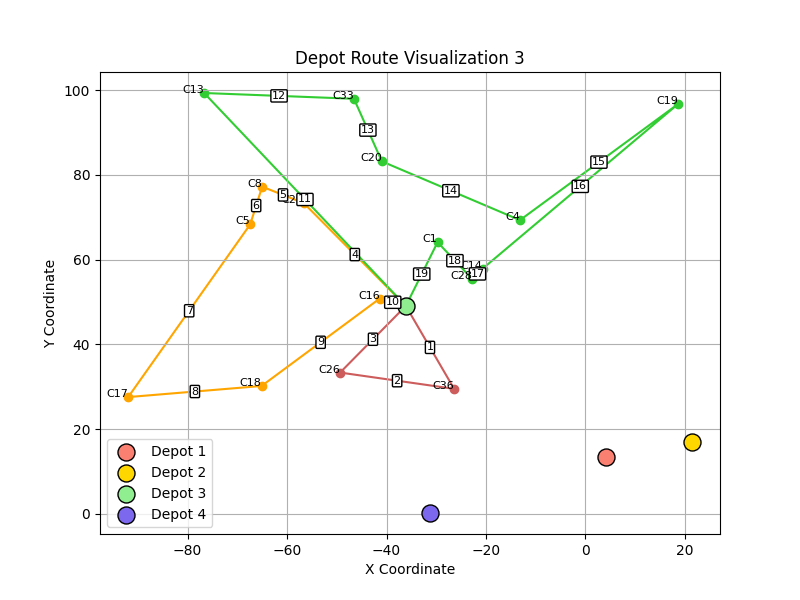 Depot Route Visualization 3
Y Coordinate
100
80
60
40
20
0
C13
12
C33
C19
13
C20
15
14
16
C8
5
11
6
C4
C5
C1
4
18
C14
19
17
C28
C16
10
7
3
9
1
C26
2
C36
C18
8
C17
Depot 1
Depot 2
Depot 3
Depot 4
−80
−60
−40
−20
0
20
X Coordinate